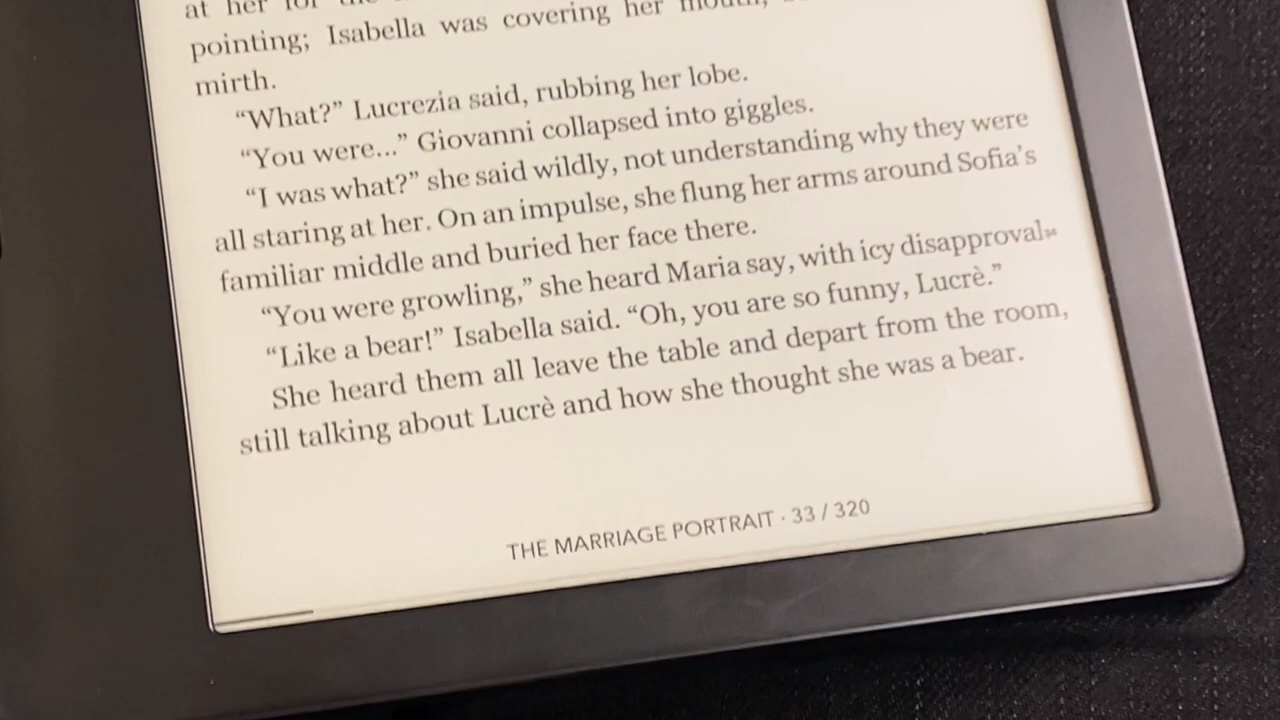 at her for the
pointing; Isabella was covering her mouth,
mirth.
“What?” Lucrezia said, rubbing her lobe.
“You were...” Giovanni collapsed into giggles.
“I was what?” she said wildly, not understanding why they were
all staring at her. On an impulse, she flung her arms around Sofia’s
familiar middle and buried her face there.
“You were growling,” she heard Maria say, with icy disapproval.
“Like a bear!” Isabella said. “Oh, you are so funny, Lucrè.”
She heard them all leave the table and depart from the room,
still talking about Lucrè and how she thought she was a bear.
THE MARRIAGE PORTRAIT · 33 / 320